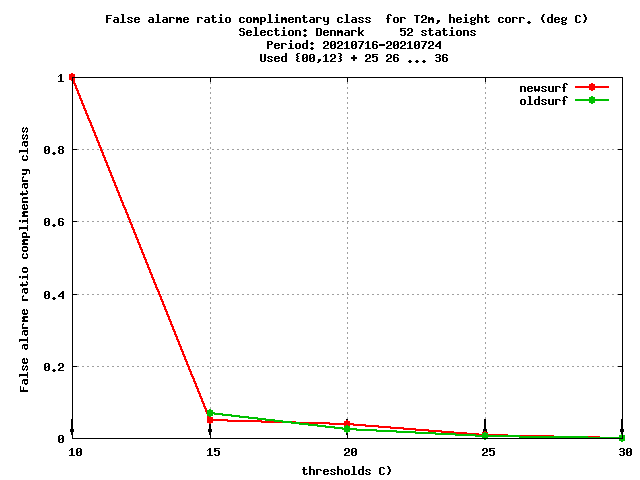 False alarme ratio complimentary class  for T2m, height corr. (deg C)
Selection: Denmark     52 stations
Period: 20210716-20210724
Used {00,12} + 25 26 ... 36
newsurf
oldsurf
False alarme ratio complimentary class
1
0.8
0.6
0.4
0.2
0
10 15 20 25 30
thresholds C)